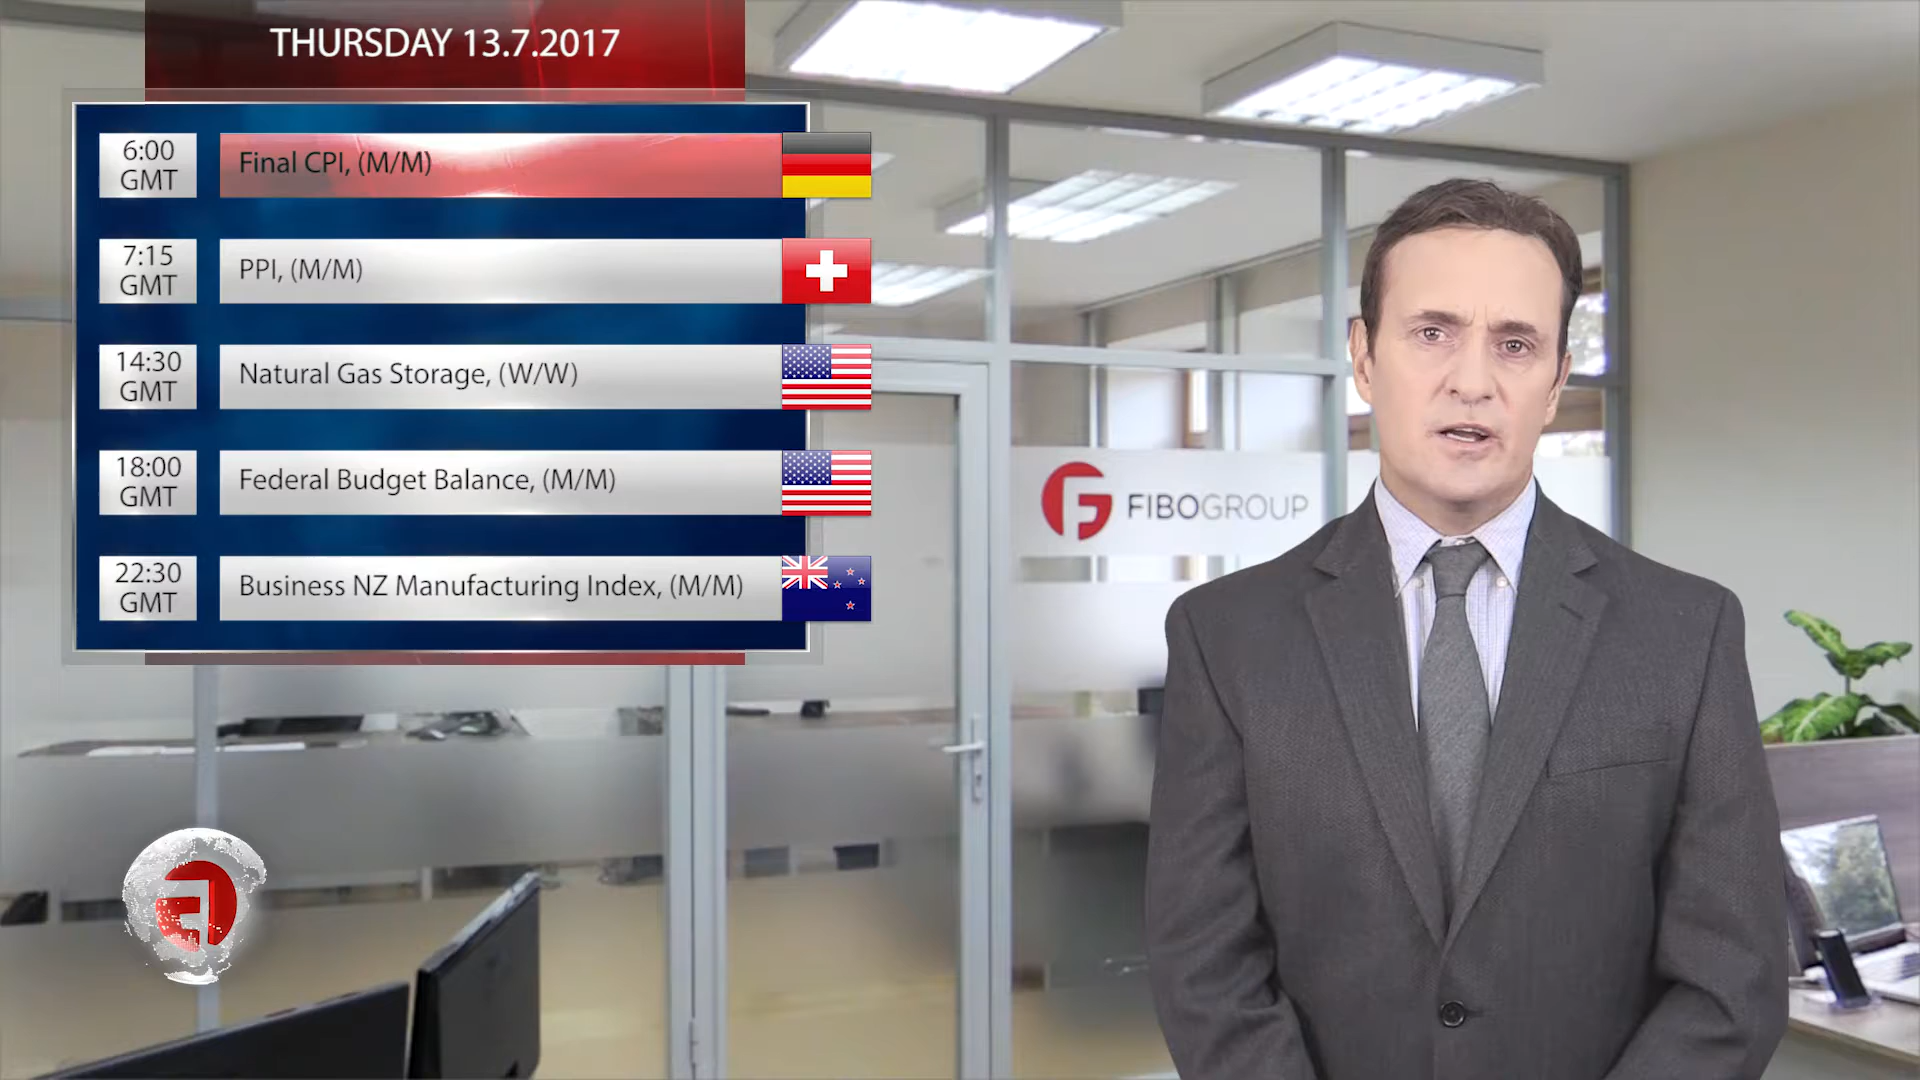 THURSDAY 13.7.2017
6:00
GMT
Final CPI, (M/M)
7:15
GMT
PPI, (M/M)
14:30
GMT
Natural Gas Storage, (W/W)
18:00
GMT
Federal Budget Balance, (M/M)
22:30
GMT
Business NZ Manufacturing Index, (M/M)
FIBOGROUP